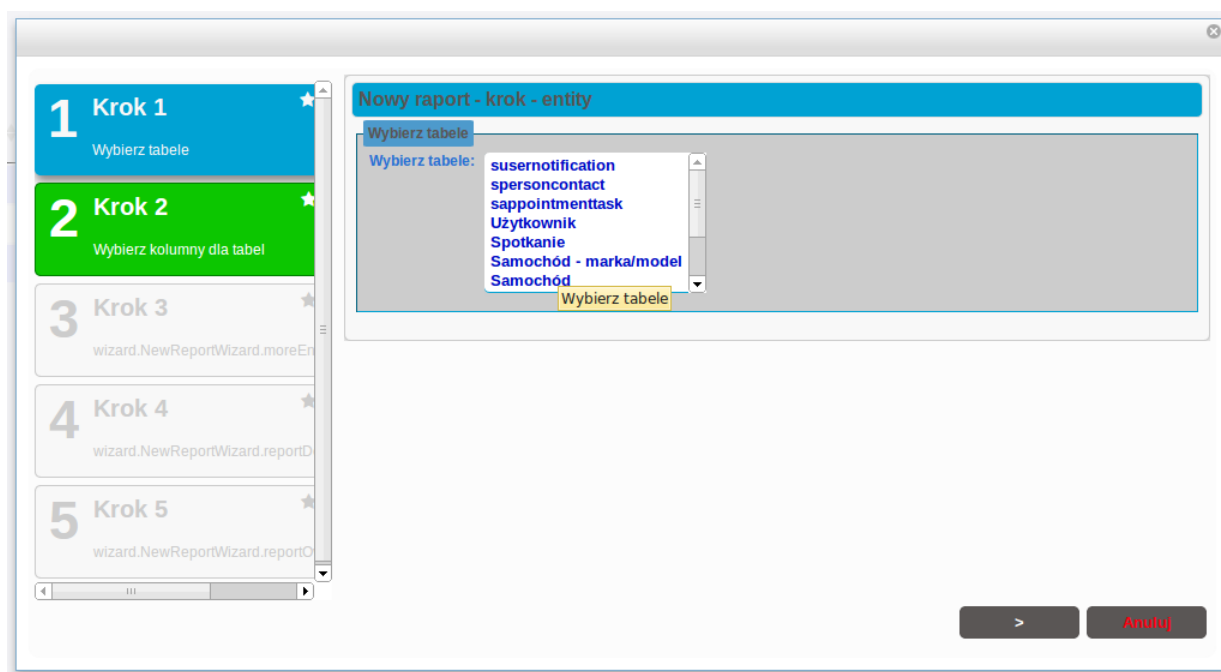 1
Krok 1
Wybierz tabele
2
Krok 2
Wybierz kolumny dla tabel
3
Krok 3
wizard.NewReportWizard.moreEn
4
Krok 4
wizard.NewReportWizard.reportD
5
Krok 5
wizard.NewReportWizard.reportO
Nowy raport - krok - entity
Wybierz tabele
Wybierz tabele:
susernotification
spersoncontact
sappointmenttask
Użytkownik
Spotkanie
Samochód - marka/model
Samochód
Wybierz tabele
>
Anuluj